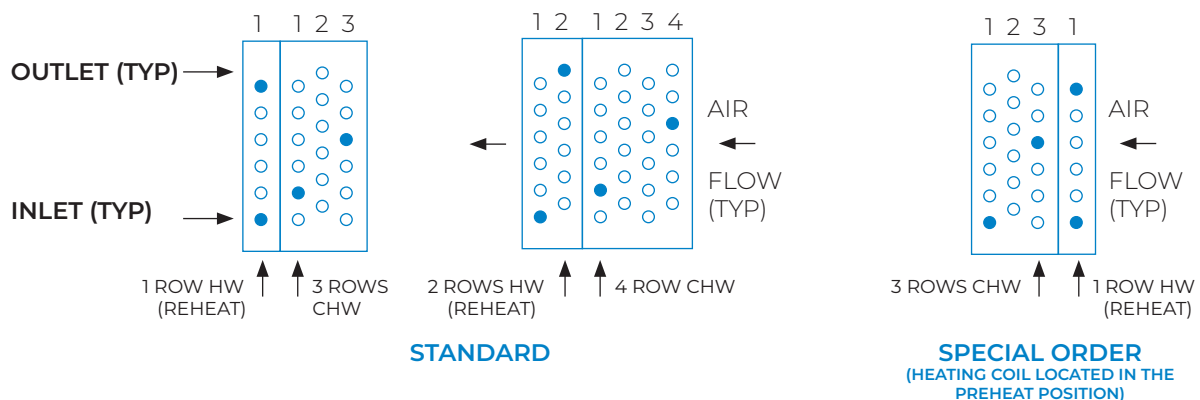 1 1 2 3
OUTLET (TYP)
INLET (TYP)
1 ROW HW
(REHEAT)
3 ROWS
CHW
1 2 1 2 3 4
AIR
FLOW
(TYP)
2 ROWS HW
(REHEAT)
4 ROW CHW
STANDARD
1 2 3 1
AIR
FLOW
(TYP)
3 ROWS CHW
1 ROW HW
(REHEAT)
SPECIAL ORDER
(HEATING COIL LOCATED IN THE
PREHEAT POSITION)